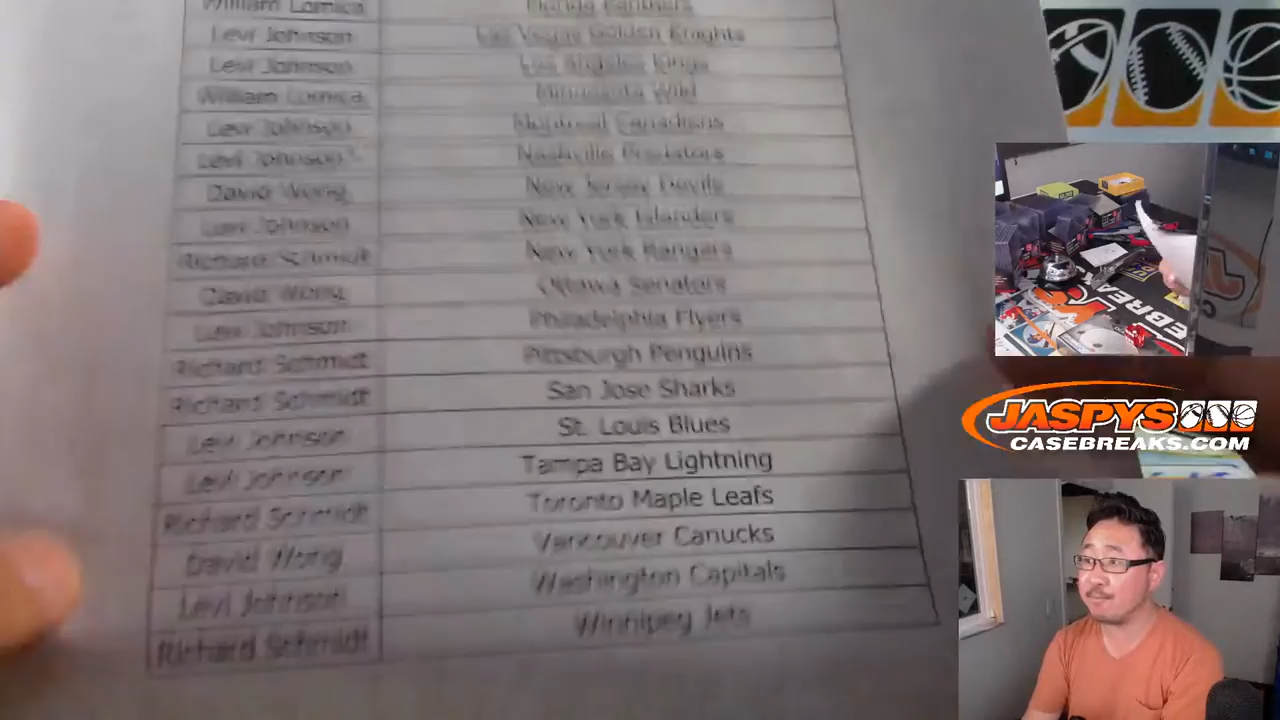 William Lomica Florida Panthers
Levi Johnson Las Vegas Golden Knights
Levi Johnson Los Angeles Kings
William Lomica Minnesota Wild
Levi Johnson Montreal Canadians
Levi Johnson Nashville Predators
David Wong New Jersey Devils
Levi Johnson New York Islanders
Richard Schmidt New York Rangers
David Wong Ottawa Senators
Levi Johnson Philadelphia Flyers
Richard Schmidt Pittsburgh Penguins
Richard Schmidt San Jose Sharks
Levi Johnson St. Louis Blues
Levi Johnson Tampa Bay Lightning
Richard Schmidt Toronto Maple Leafs
David Wong Vancouver Canucks
Levi Johnson Washington Capitals
Richard Schmidt Winnipeg Jets
EBREAK
JASPYS
CASEBREAKS.COM